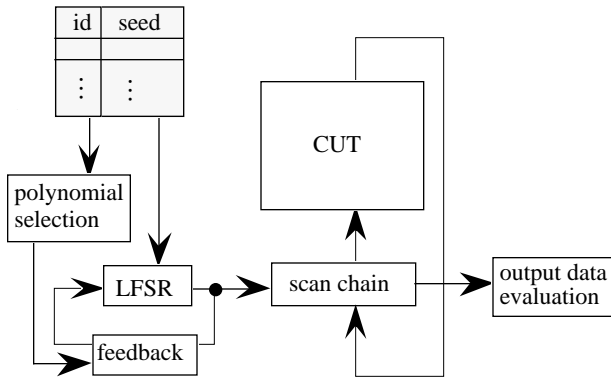 id seed
⋮ ⋮
CUT
polynomial
selection
LFSR
scan chain
output data
evaluation
feedback